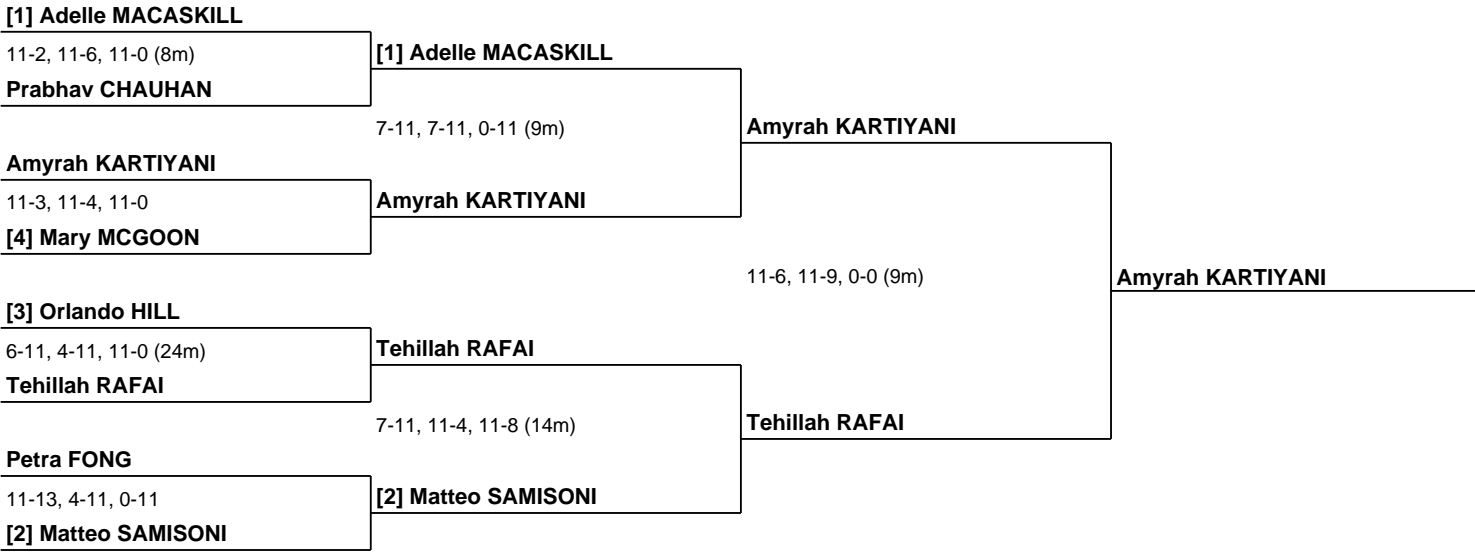 [1] Adelle MACASKILL
11-2, 11-6, 11-0 (8m)
Prabhav CHAUHAN
[1] Adelle MACASKILL
7-11, 7-11, 0-11 (9m)
Amyrah KARTIYANI
11-3, 11-4, 11-0
[4] Mary MCGOON
Amyrah KARTIYANI
Amyrah KARTIYANI
11-6, 11-9, 0-0 (9m)
Amyrah KARTIYANI
[3] Orlando HILL
6-11, 4-11, 11-0 (24m)
Tehillah RAFAI
Tehillah RAFAI
7-11, 11-4, 11-8 (14m)
Tehillah RAFAI
Petra FONG
11-13, 4-11, 0-11
[2] Matteo SAMISONI
[2] Matteo SAMISONI